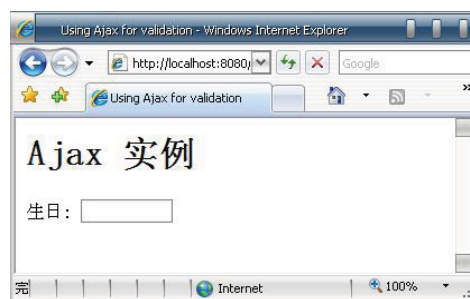 Using Ajax for validation - Windows Internet Explorer
http://localhost:8080/
Google
Using Ajax for validation
Ajax 实例
生日:
完
Internet
100%